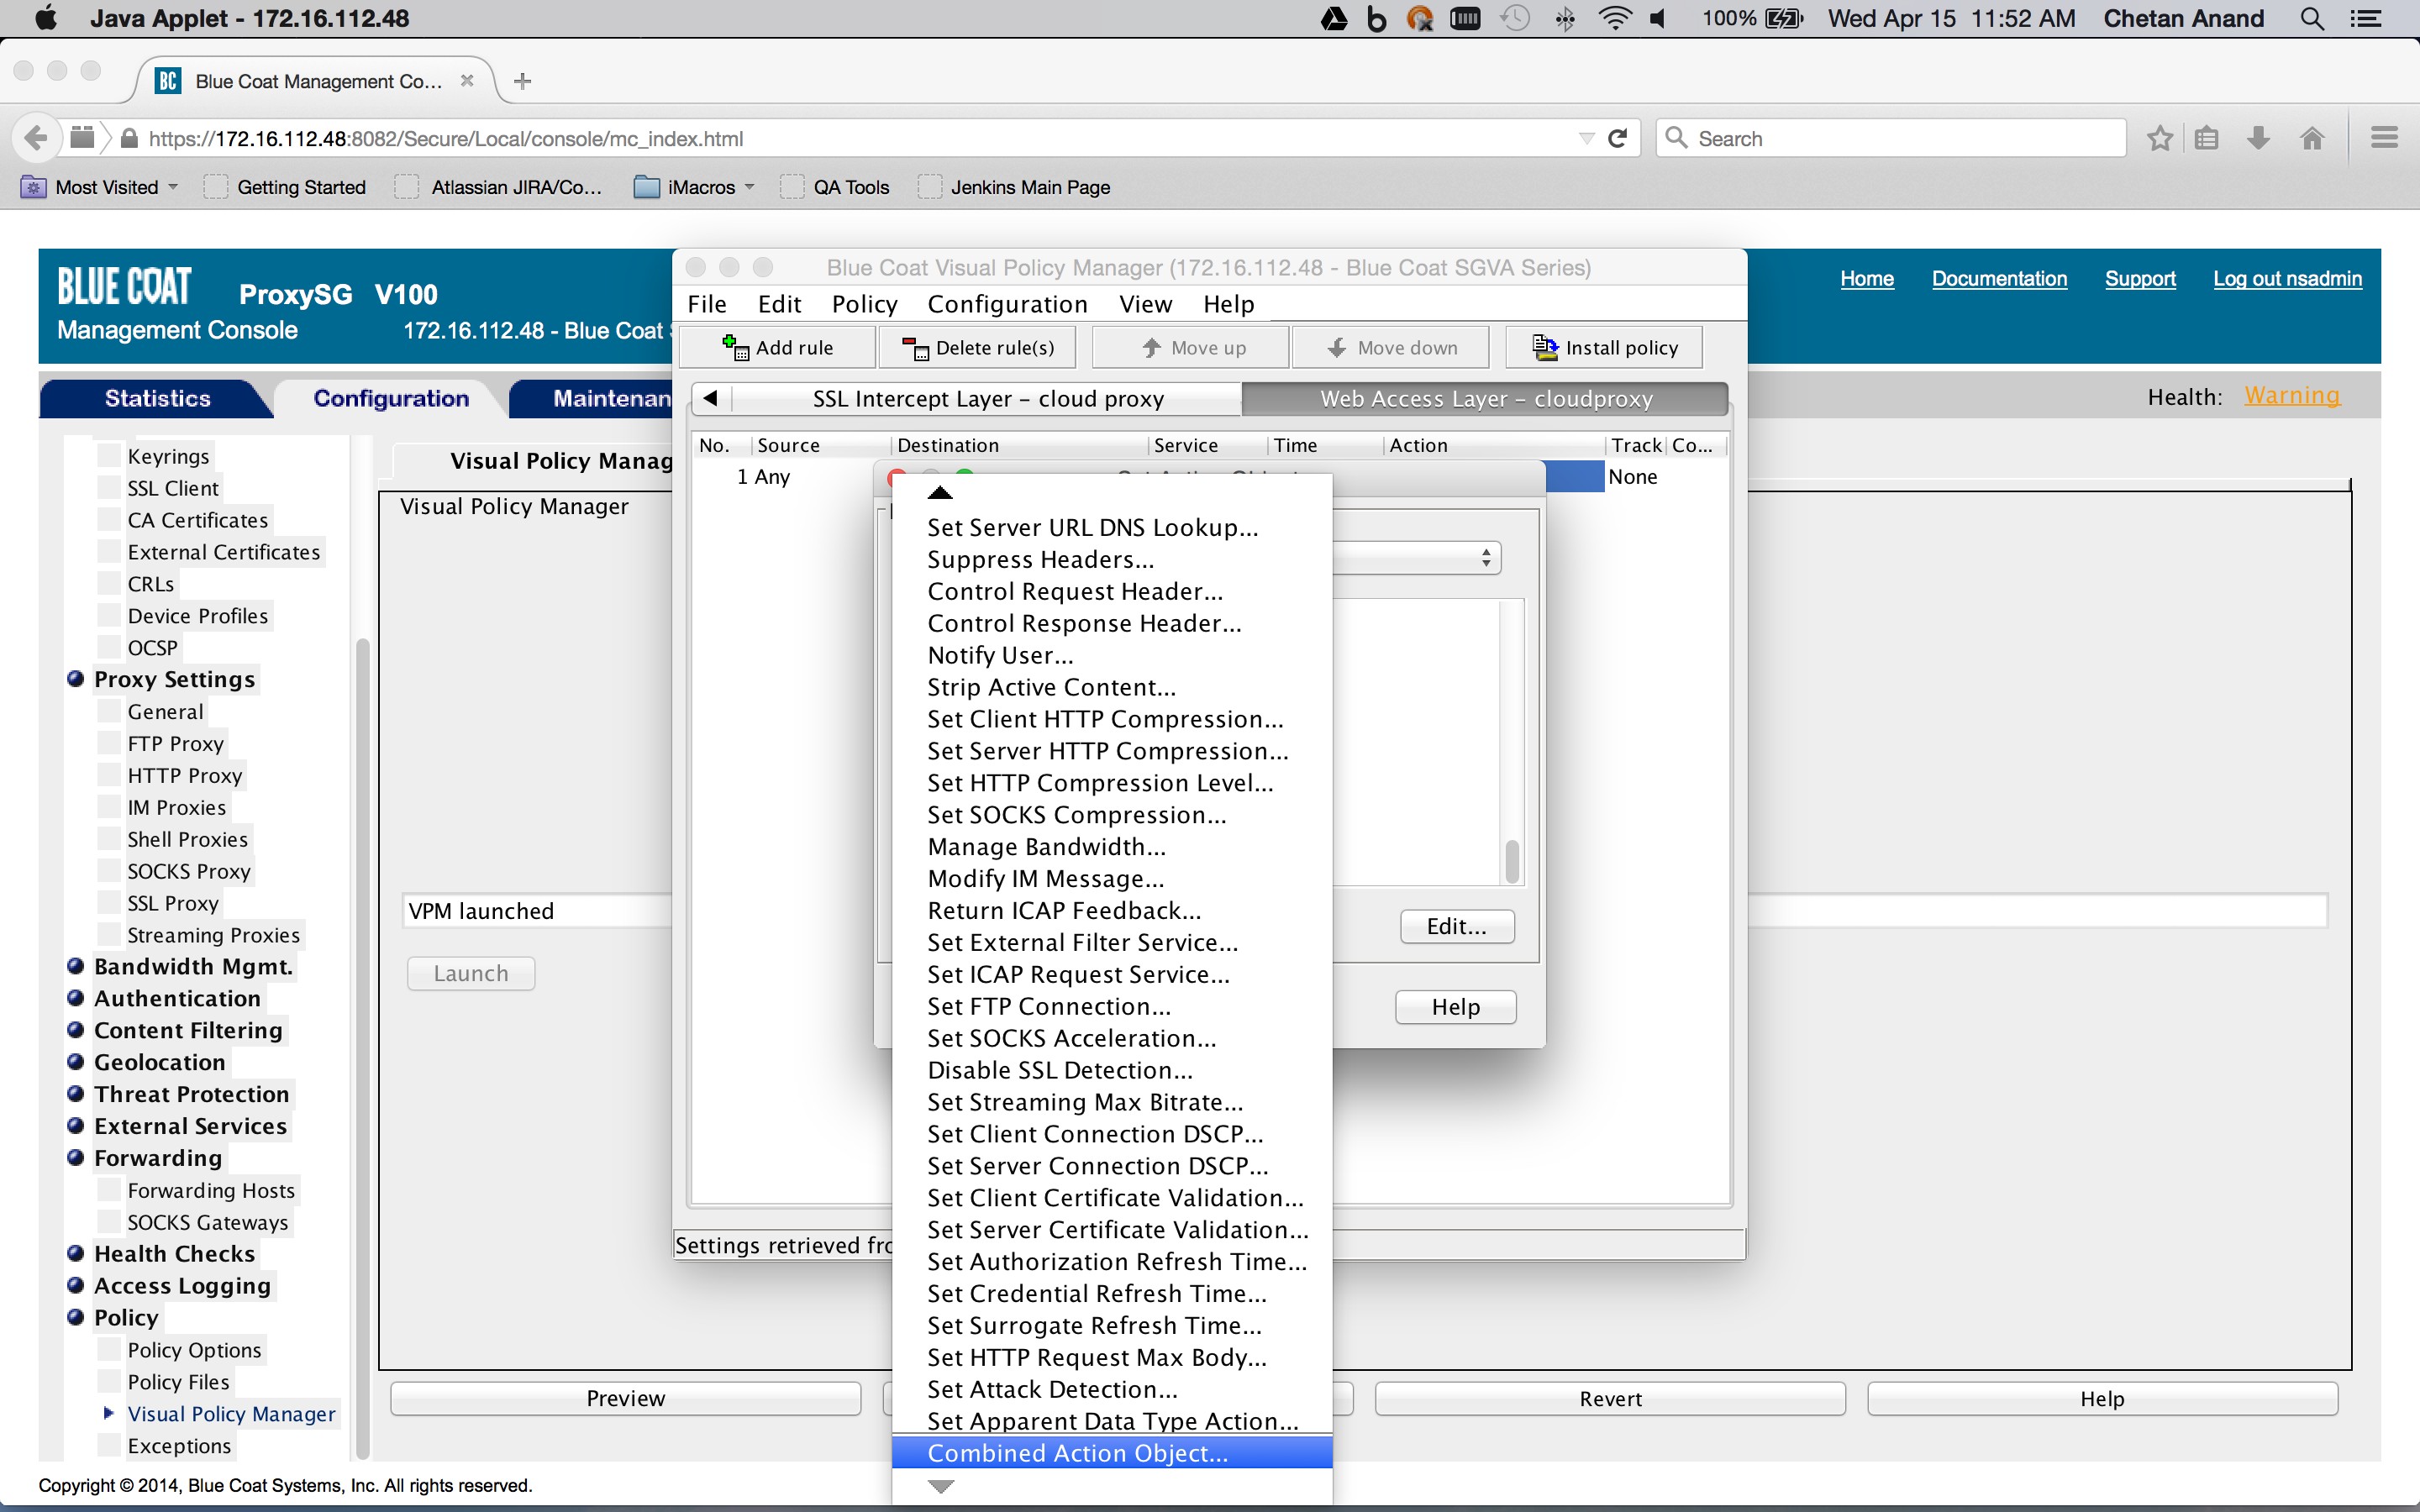 Java Applet - 172.16.112.48
100% Wed Apr 15 11:52 AM Chetan Anand
BC Blue Coat Management Co...
https://172.16.112.48:8082/Secure/Local/console/mc_index.html
Search
Most Visited Getting Started Atlassian JIRA/Co... iMacros QA Tools Jenkins Main Page
BLUE COAT ProxySG V100
Management Console 172.16.112.48 - Blue Coat
Home Documentation Support Log out nsadmin
Statistics Configuration Maintenan
Health: Warning
Keyrings
SSL Client
CA Certificates
External Certificates
CRLs
Device Profiles
OCSP
Proxy Settings
General
FTP Proxy
HTTP Proxy
IM Proxies
Shell Proxies
SOCKS Proxy
SSL Proxy
Streaming Proxies
Bandwidth Mgmt.
Authentication
Content Filtering
Geolocation
Threat Protection
External Services
Forwarding
Forwarding Hosts
SOCKS Gateways
Health Checks
Access Logging
Policy
Policy Options
Policy Files
Visual Policy Manager
Exceptions
Visual Policy Manag
Visual Policy Manager
VPM launched
Launch
Blue Coat Visual Policy Manager (172.16.112.48 - Blue Coat SGVA Series)
File Edit Policy Configuration View Help
Add rule Delete rule(s) Move up Move down Install policy
SSL Intercept Layer – cloud proxy Web Access Layer – cloudproxy
No. Source Destination Service Time Action Track Co...
1 Any None
Set Server URL DNS Lookup...
Suppress Headers...
Control Request Header...
Control Response Header...
Notify User...
Strip Active Content...
Set Client HTTP Compression...
Set Server HTTP Compression...
Set HTTP Compression Level...
Set SOCKS Compression...
Manage Bandwidth...
Modify IM Message...
Return ICAP Feedback...
Set External Filter Service...
Set ICAP Request Service...
Set FTP Connection...
Set SOCKS Acceleration...
Disable SSL Detection...
Set Streaming Max Bitrate...
Set Client Connection DSCP...
Set Server Connection DSCP...
Set Client Certificate Validation...
Set Server Certificate Validation...
Set Authorization Refresh Time...
Set Credential Refresh Time...
Set Surrogate Refresh Time...
Set HTTP Request Max Body...
Set Attack Detection...
Set Apparent Data Type Action...
Combined Action Object...
Edit...
Help
Settings retrieved fro
Preview Revert Help
Copyright © 2014, Blue Coat Systems, Inc. All rights reserved.